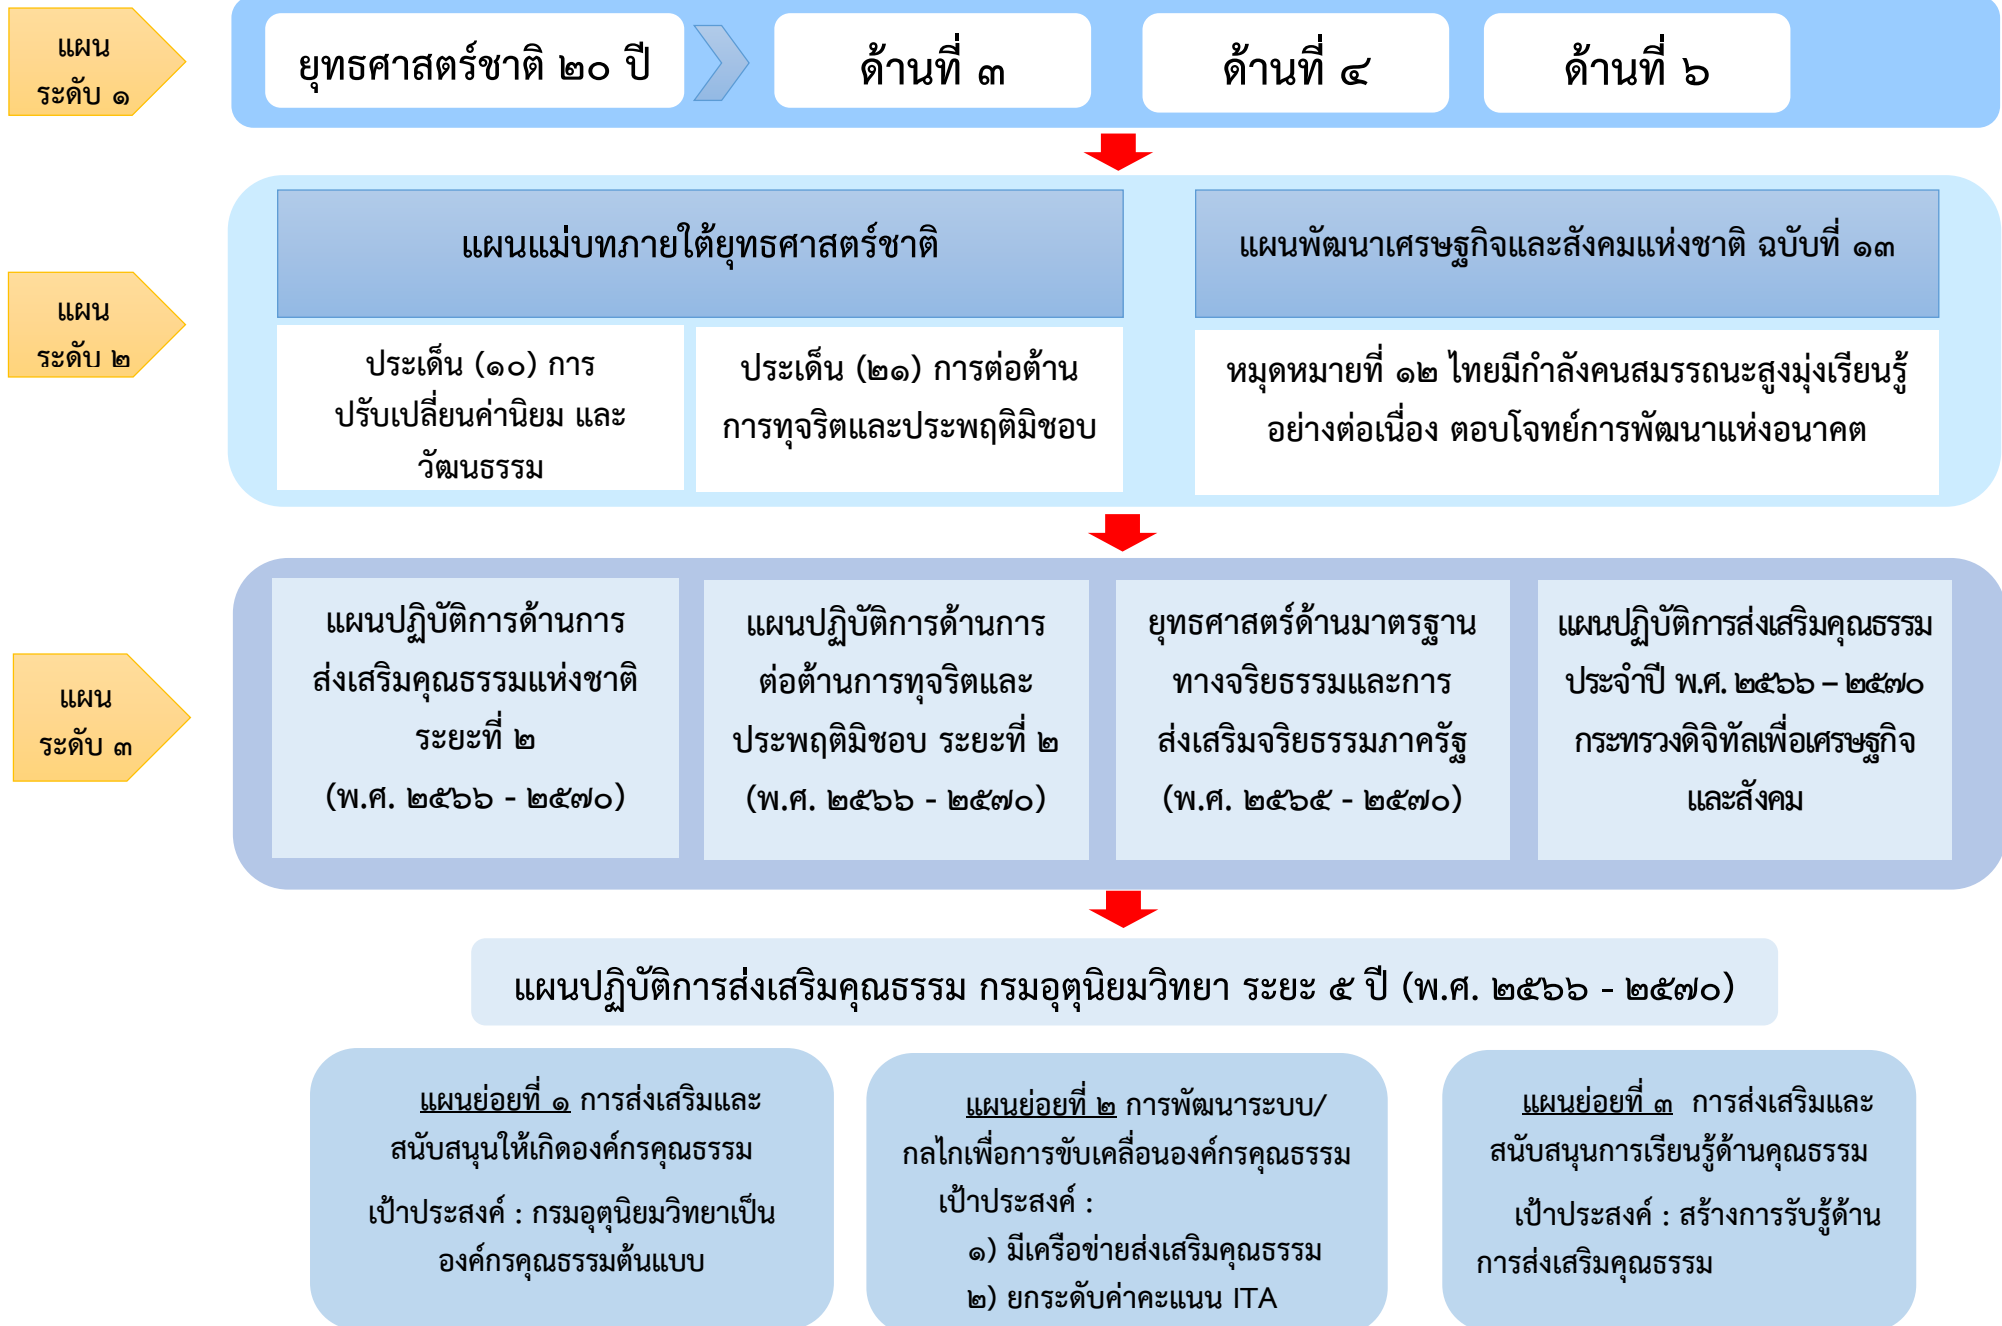 แผน
ระดับ ๑
ยุทธศาสตร์ชาติ ๒๐ ปี
ด้านที่ ๓
ด้านที่ ๔
ด้านที่ ๖
แผน
ระดับ ๒
แผนแม่บทภายใต้ยุทธศาสตร์ชาติ
ประเด็น (๑๐) การ
ปรับเปลี่ยนค่านิยม และ
วัฒนธรรม
ประเด็น (๒๑) การต่อต้าน
การทุจริตและประพฤติมิชอบ
แผนพัฒนาเศรษฐกิจและสังคมแห่งชาติ ฉบับที่ ๑๓
หมุดหมายที่ ๑๒ ไทยมีกำลังคนสมรรถนะสูงมุ่งเรียนรู้
อย่างต่อเนื่อง ตอบโจทย์การพัฒนาแห่งอนาคต
แผน
ระดับ ๓
แผนปฏิบัติการด้านการ
ส่งเสริมคุณธรรมแห่งชาติ
ระยะที่ ๒
(พ.ศ. ๒๕๖๖ - ๒๕๗๐)
แผนปฏิบัติการด้านการ
ต่อต้านการทุจริตและ
ประพฤติมิชอบ ระยะที่ ๒
(พ.ศ. ๒๕๖๖ - ๒๕๗๐)
ยุทธศาสตร์ด้านมาตรฐาน
ทางจริยธรรมและการ
ส่งเสริมจริยธรรมภาครัฐ
(พ.ศ. ๒๕๖๕ - ๒๕๗๐)
แผนปฏิบัติการส่งเสริมคุณธรรม
ประจำปี พ.ศ. ๒๕๖๖ – ๒๕๗๐
กระทรวงดิจิทัลเพื่อเศรษฐกิจ
และสังคม
แผนปฏิบัติการส่งเสริมคุณธรรม กรมอุตุนิยมวิทยา ระยะ ๕ ปี (พ.ศ. ๒๕๖๖ - ๒๕๗๐)
แผนย่อยที่ ๑ การส่งเสริมและ
สนับสนุนให้เกิดองค์กรคุณธรรม
เป้าประสงค์ : กรมอุตุนิยมวิทยาเป็น
องค์กรคุณธรรมต้นแบบ
แผนย่อยที่ ๒ การพัฒนาระบบ/
กลไกเพื่อการขับเคลื่อนองค์กรคุณธรรม
เป้าประสงค์ :
๑) มีเครือข่ายส่งเสริมคุณธรรม
๒) ยกระดับค่าคะแนน ITA
แผนย่อยที่ ๓ การส่งเสริมและ
สนับสนุนการเรียนรู้ด้านคุณธรรม
เป้าประสงค์ : สร้างการรับรู้ด้าน
การส่งเสริมคุณธรรม